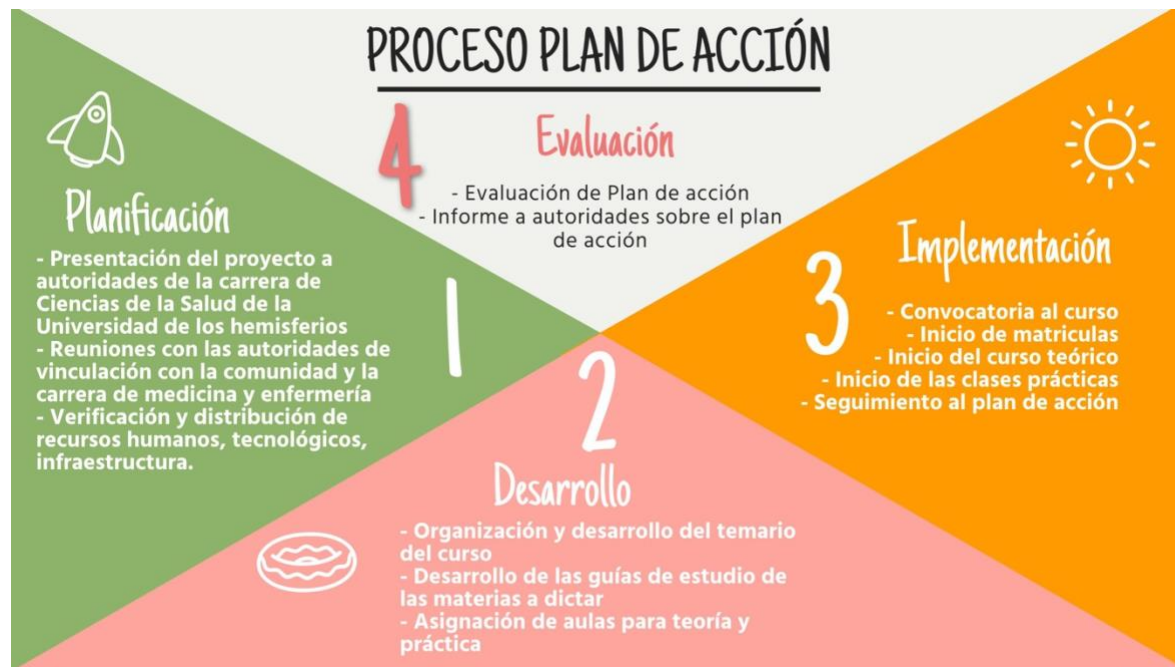 PROCESO PLAN DE ACCIÓN
1
Planificación
- Presentación del proyecto a
autoridades de la carrera de
Ciencias de la Salud de la
Universidad de los hemisferios
- Reuniones con las autoridades de
vinculación con la comunidad y la
carrera de medicina y enfermería
- Verificación y distribución de
recursos humanos, tecnológicos,
infraestructura.
2
Desarrollo
- Organización y desarrollo del temario
del curso
- Desarrollo de las guías de estudio de
las materias a dictar
- Asignación de aulas para teoría y
práctica
3
Implementación
- Convocatoria al curso
- Inicio de matriculas
- Inicio del curso teórico
- Inicio de las clases prácticas
- Seguimiento al plan de acción
4
Evaluación
- Evaluación de Plan de acción
- Informe a autoridades sobre el plan
de acción